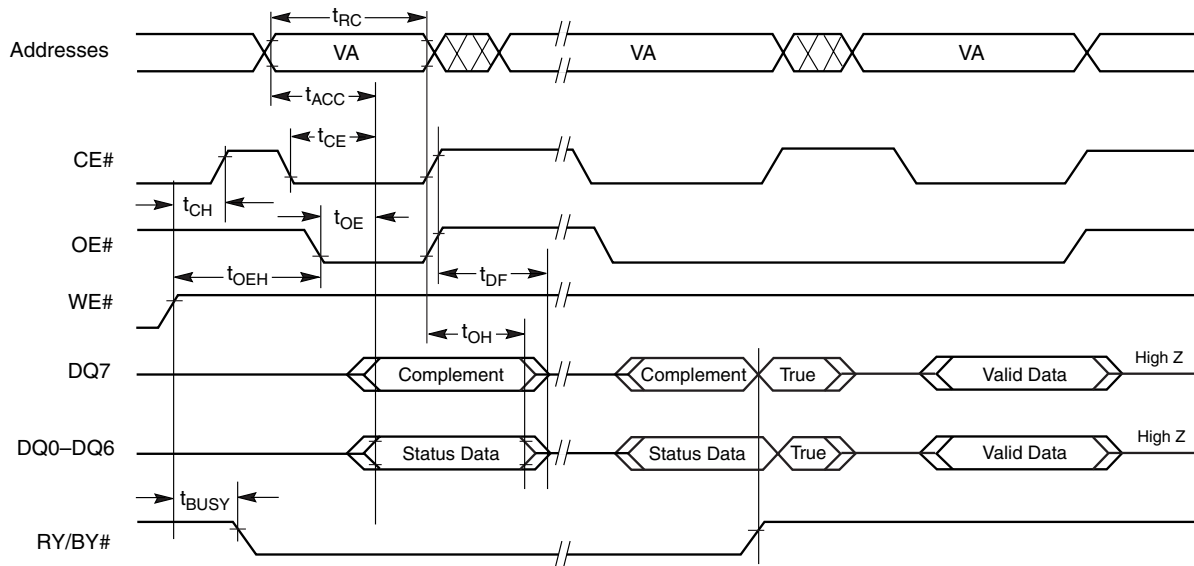 tRC
Addresses VA VA VA
tACC
tCE
CE#
tCH tOE
OE#
tOEH tDF
WE#
tOH
DQ7 Complement Complement True Valid Data High Z
DQ0–DQ6 Status Data Status Data True Valid Data High Z
tBUSY
RY/BY#